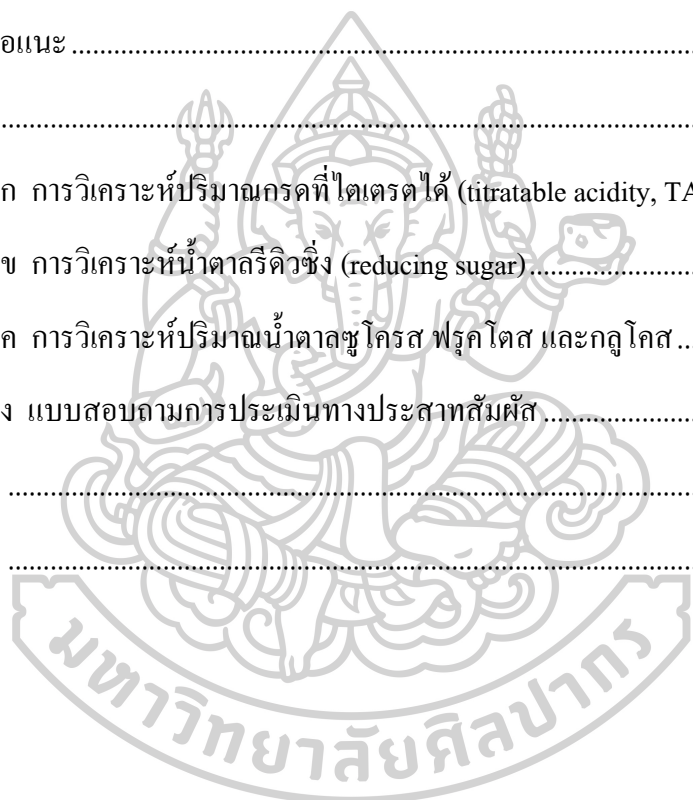 อแนะ ..........................................................................................
....................................................................................................
ก การวิเคราะห์ปริมาณกรดที่ไตเตรตได้ (titratable acidity, TA
ข การวิเคราะห์น้ำตาลรีดิวซิ่ง (reducing sugar) .......................
ค การวิเคราะห์ปริมาณน้ำตาลซูโครส ฟรุคโตส และกลูโคส ..
ง แบบสอบถามการประเมินทางประสาทสัมผัส .....................
....................................................................................................
....................................................................................................
มหาวิทยาลัยศิลปากร